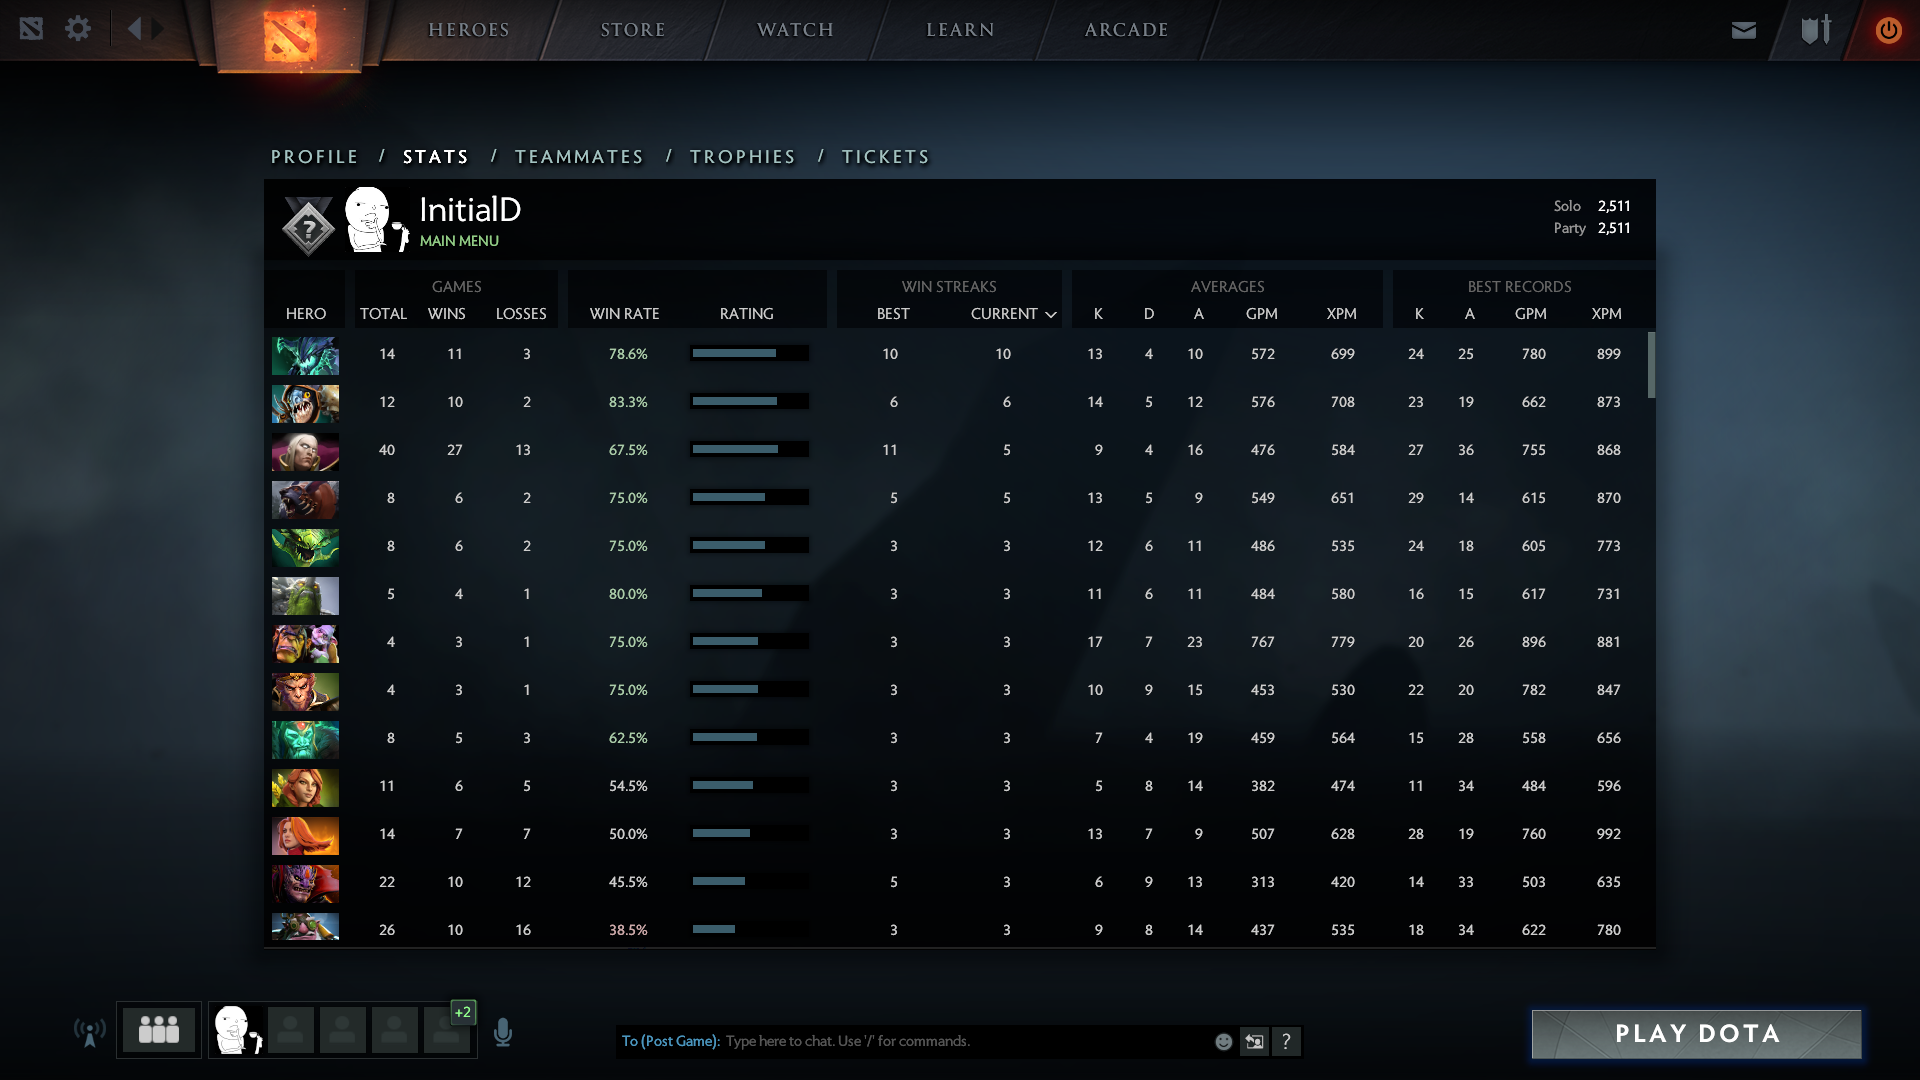 HEROES STORE WATCH LEARN ARCADE
PROFILE / STATS / TEAMMATES / TROPHIES / TICKETS
InitialD
MAIN MENU
Solo 2,511
Party 2,511
GAMES WIN STREAKS AVERAGES BEST RECORDS
HERO TOTAL WINS LOSSES WIN RATE RATING BEST CURRENT K D A GPM XPM K A GPM XPM
14 11 3 78.6% 10 10 13 4 10 572 699 24 25 780 899
12 10 2 83.3% 6 6 14 5 12 576 708 23 19 662 873
40 27 13 67.5% 11 5 9 4 16 476 584 27 36 755 868
8 6 2 75.0% 5 5 13 5 9 549 651 29 14 615 870
8 6 2 75.0% 3 3 12 6 11 486 535 24 18 605 773
5 4 1 80.0% 3 3 11 6 11 484 580 16 15 617 731
4 3 1 75.0% 3 3 17 7 23 767 779 20 26 896 881
4 3 1 75.0% 3 3 10 9 15 453 530 22 20 782 847
8 5 3 62.5% 3 3 7 4 19 459 564 15 28 558 656
11 6 5 54.5% 3 3 5 8 14 382 474 11 34 484 596
14 7 7 50.0% 3 3 13 7 9 507 628 28 19 760 992
22 10 12 45.5% 5 3 6 9 13 313 420 14 33 503 635
26 10 16 38.5% 3 3 9 8 14 437 535 18 34 622 780
+2
To (Post Game): Type here to chat. Use '/' for commands.
?
PLAY DOTA